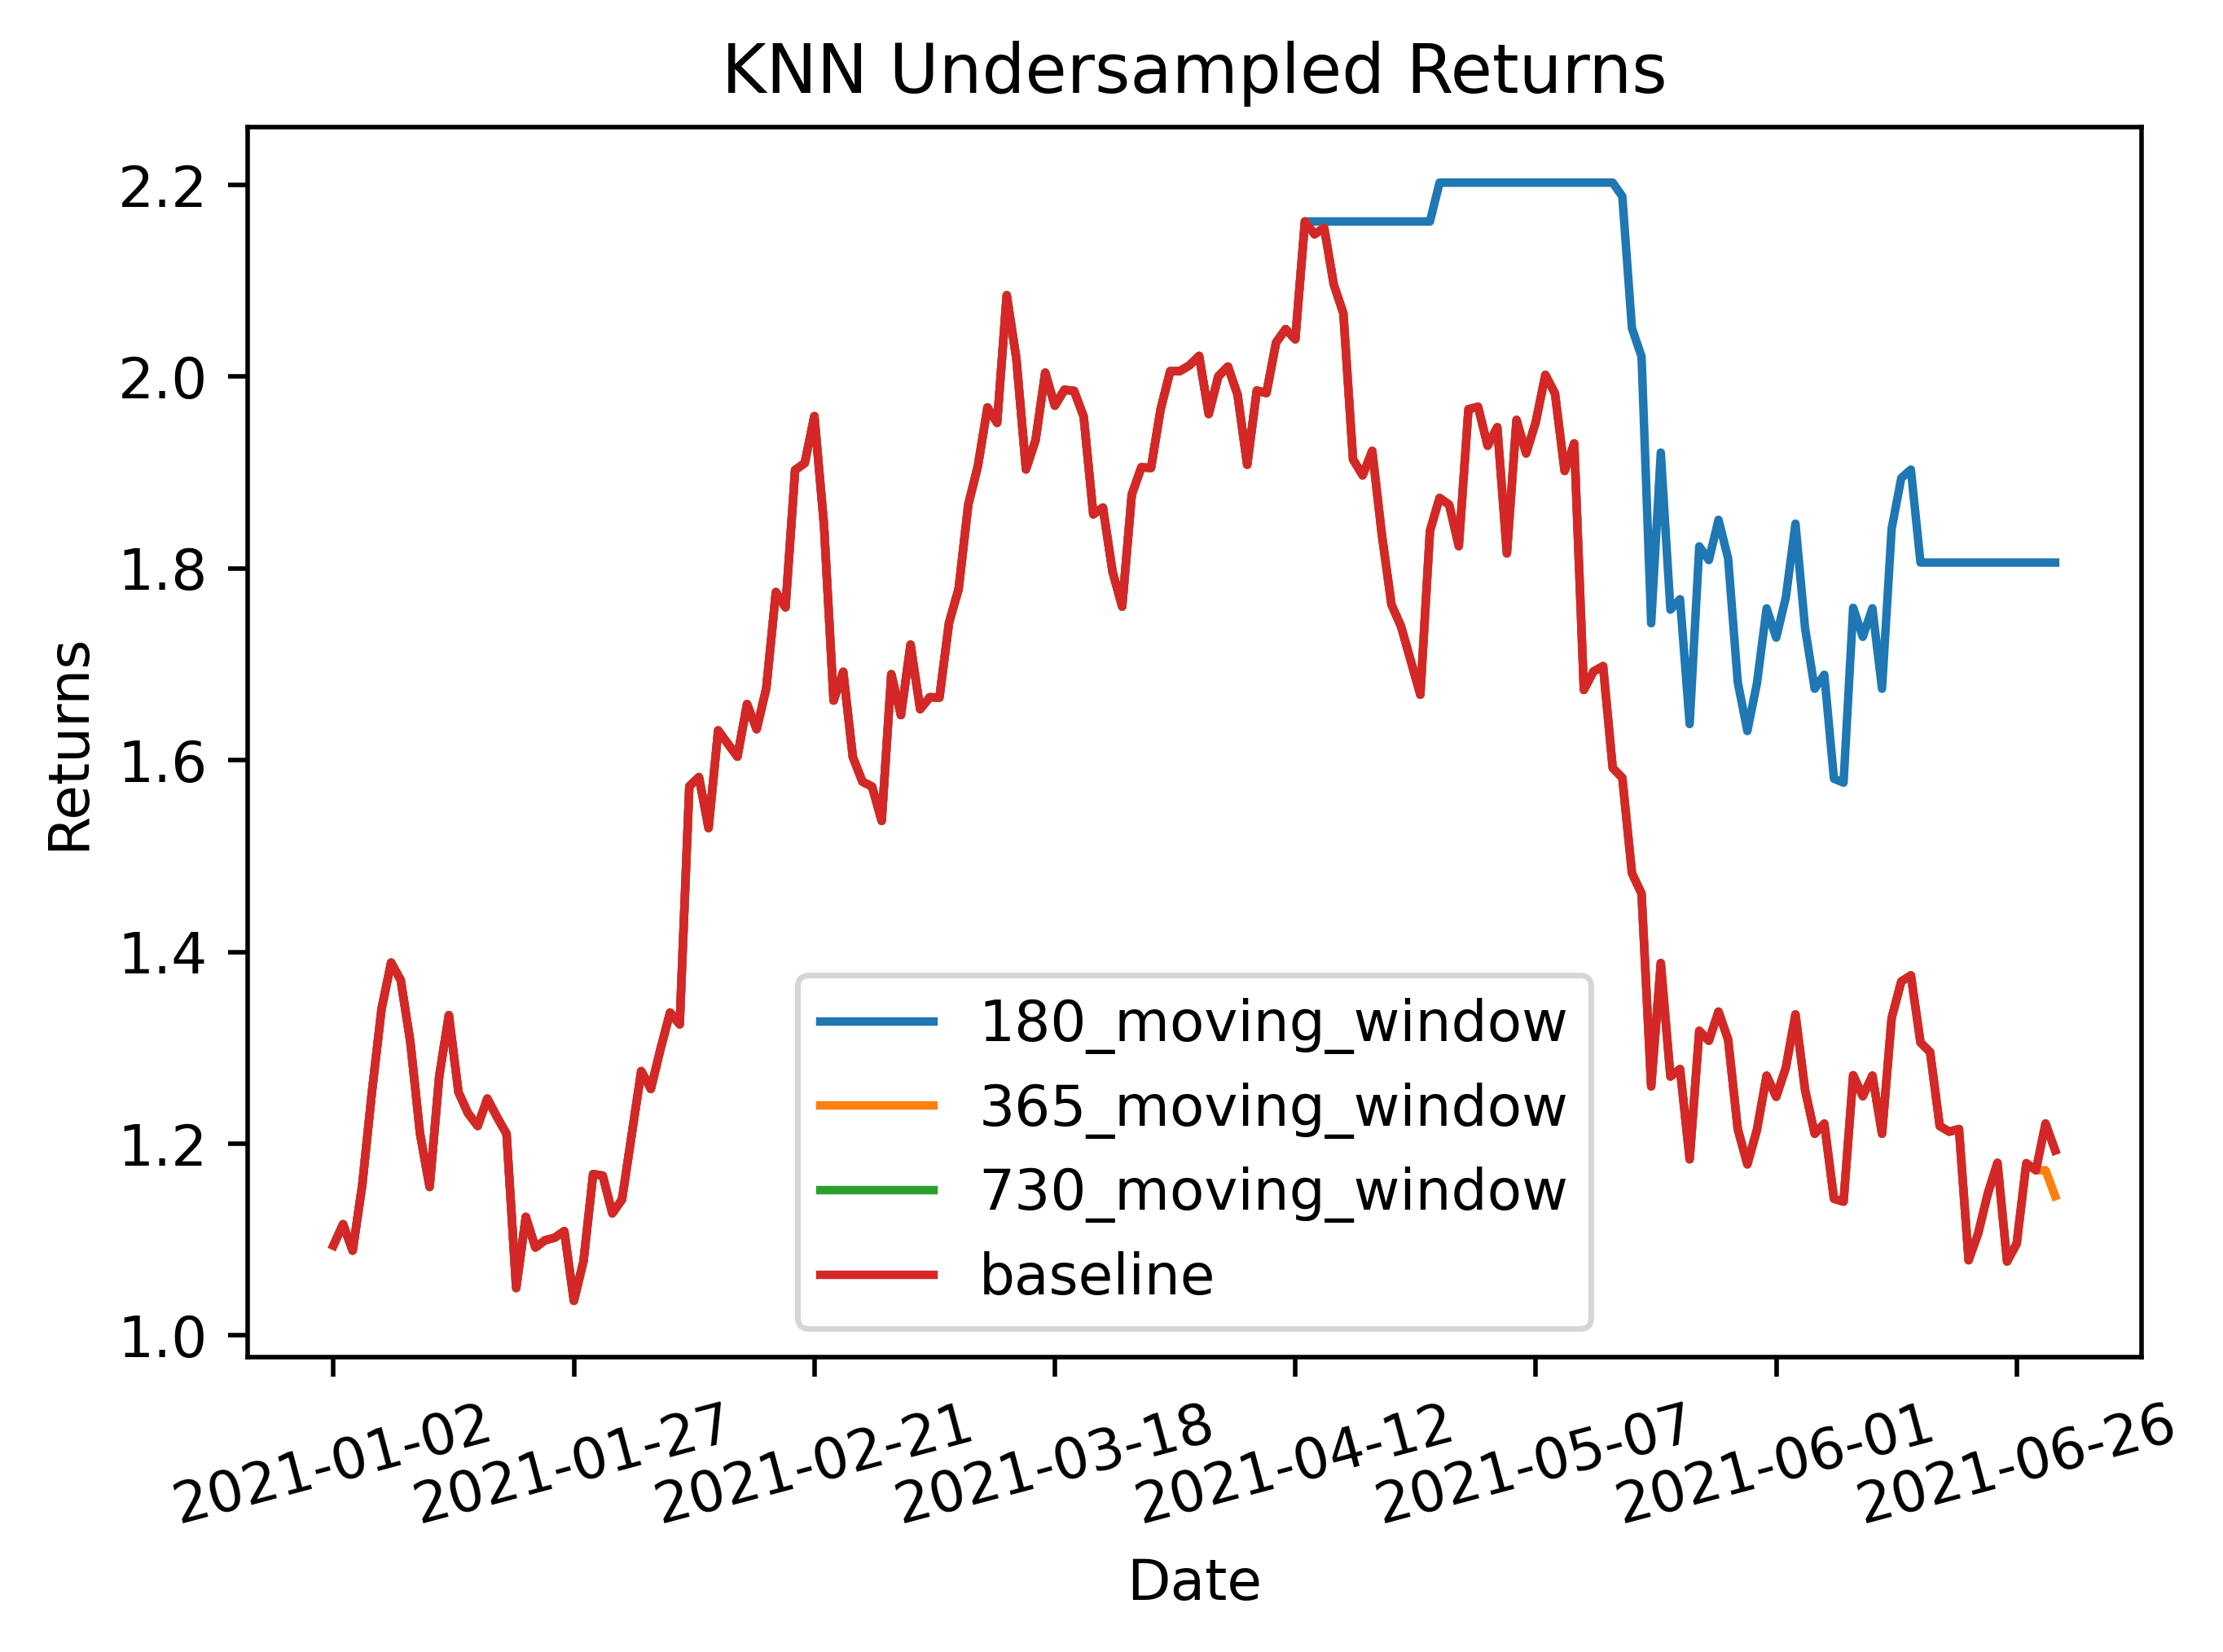 KNN Undersampled Returns
2.2
2.0
1.8
1.6
1.4
1.2
1.0
Returns
180_moving_window
365_moving_window
730_moving_window
baseline
2021-01-02
2021-01-27
2021-02-21
2021-03-18
2021-04-12
2021-05-07
2021-06-01
2021-06-26
Date